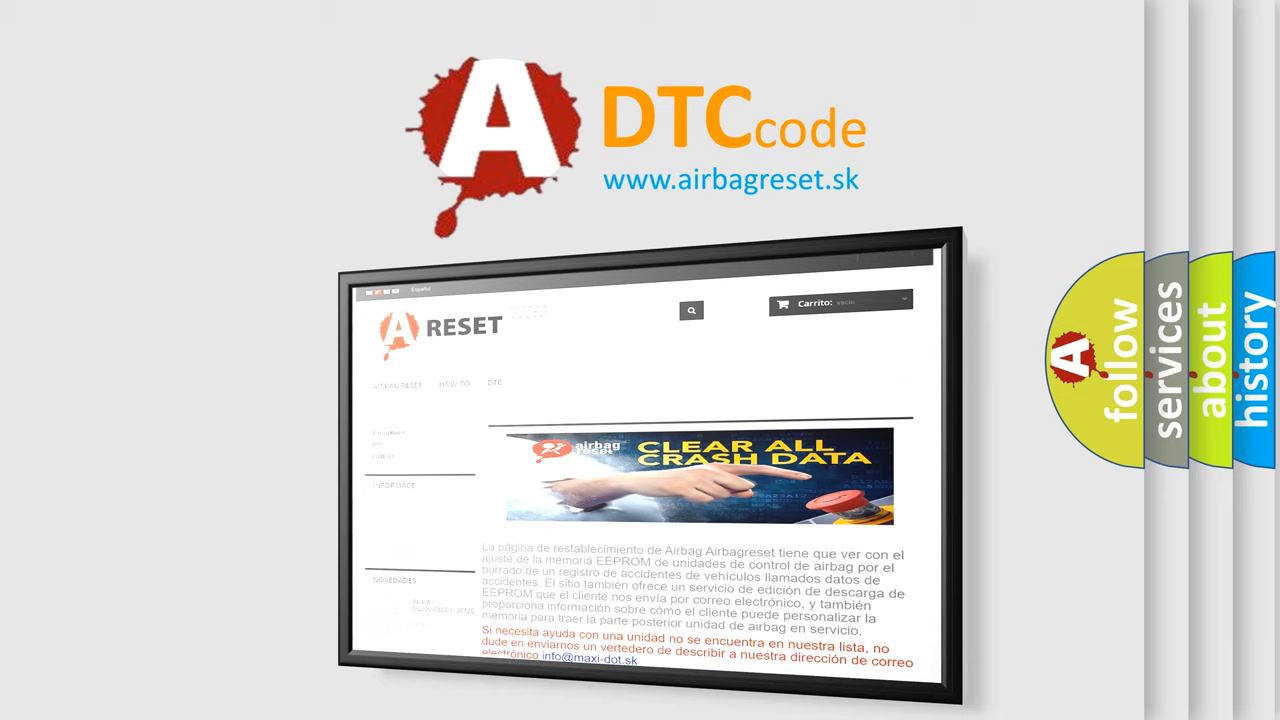 A
DTC code
www.airbagreset.sk
Español
A RESET
Carrito: vacío
AIRBAG RESET HOW TO DTC
INFORMACE
airbag
reset
CLEAR ALL
CRASH DATA
La página de restablecimiento de Airbag Airbagreset tiene que ver con el
ajuste de la memoria EEPROM de unidades de control de airbag por el
borrado de un registro de accidentes de vehículos llamados datos de
accidentes. El sitio también ofrece un servicio de edición de descarga de
EEPROM que el cliente nos envía por correo electrónico, y también
proporciona información sobre cómo el cliente puede personalizar la
memoria para traer la parte posterior unidad de airbag en servicio.
Si necesita ayuda con una unidad no se encuentra en nuestra lista, no
dude en enviarnos un vertedero de describir a nuestra dirección de correo
electrónico info@maxi-dot.sk
NOVEDADES
A
follow
services
about
history